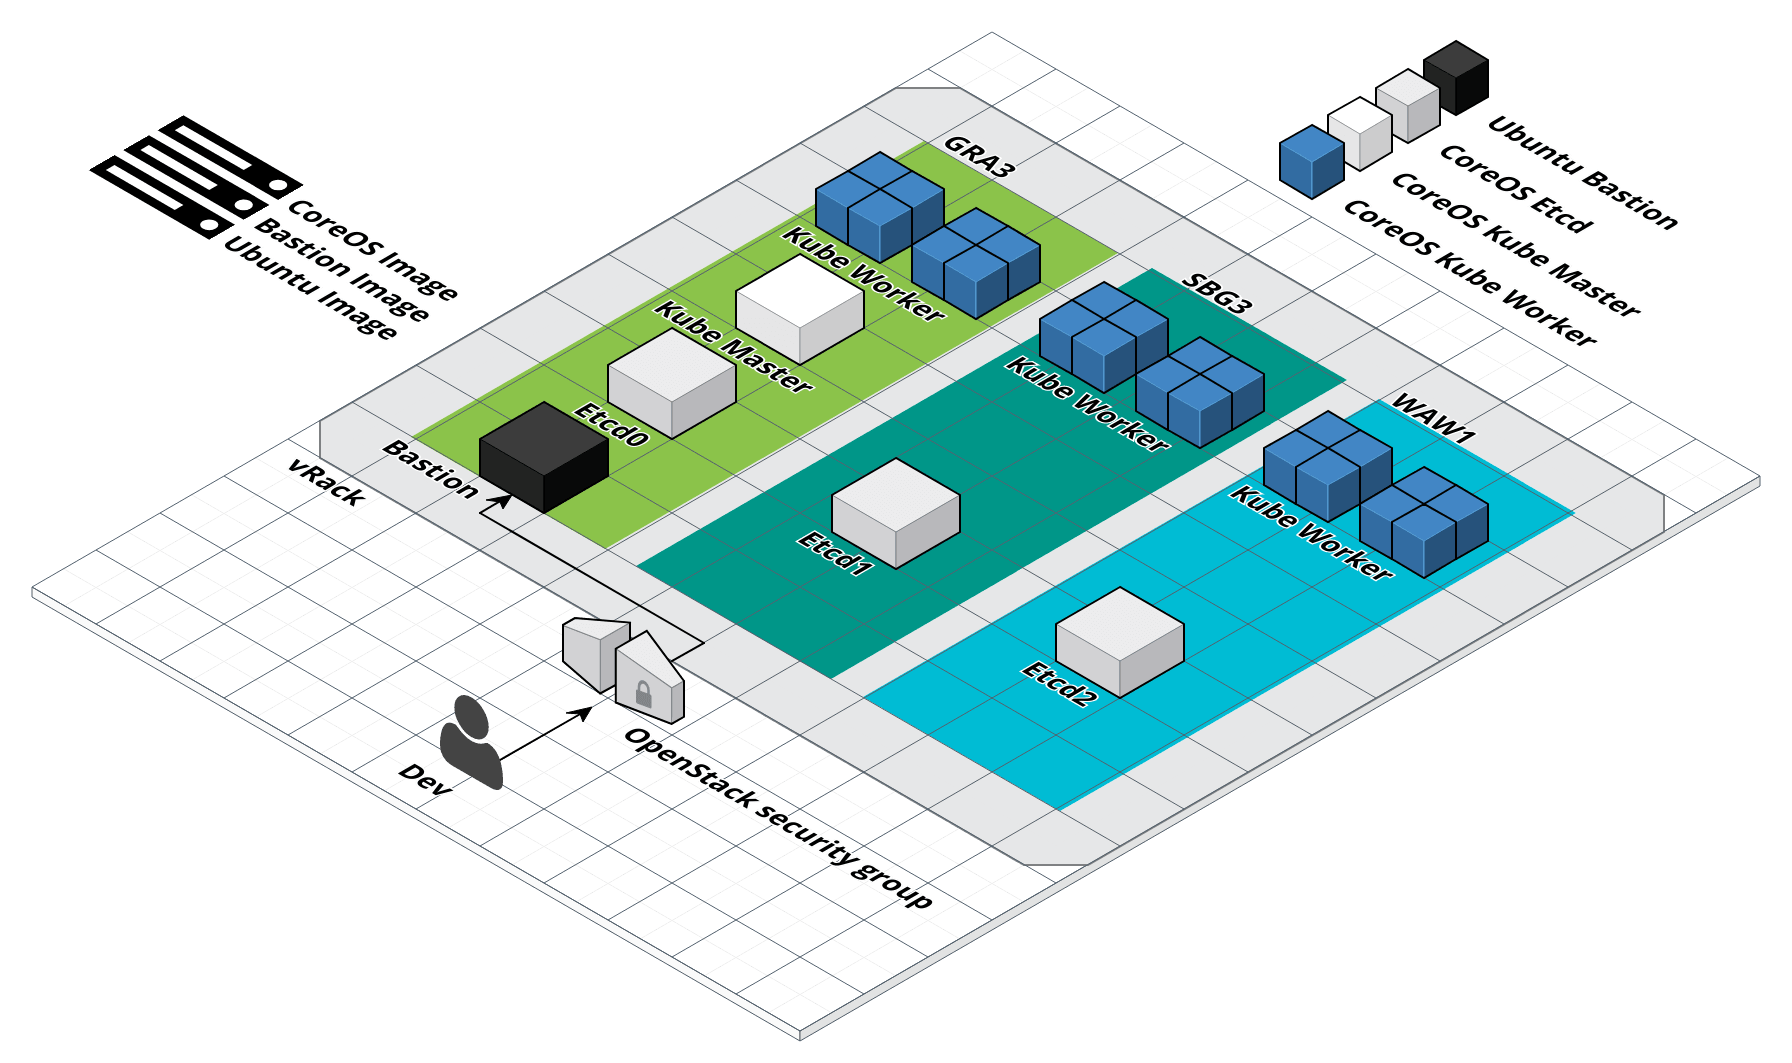 CoreOS Image
Bastion Image
Ubuntu Image
Ubuntu Bastion
CoreOS Etcd
CoreOS Kube Master
CoreOS Kube Worker
GRA3
Kube Worker
Kube Master
Etcd0
Bastion
vRack
SBG3
Kube Worker
Etcd1
WAW1
Kube Worker
Etcd2
Dev
OpenStack security group